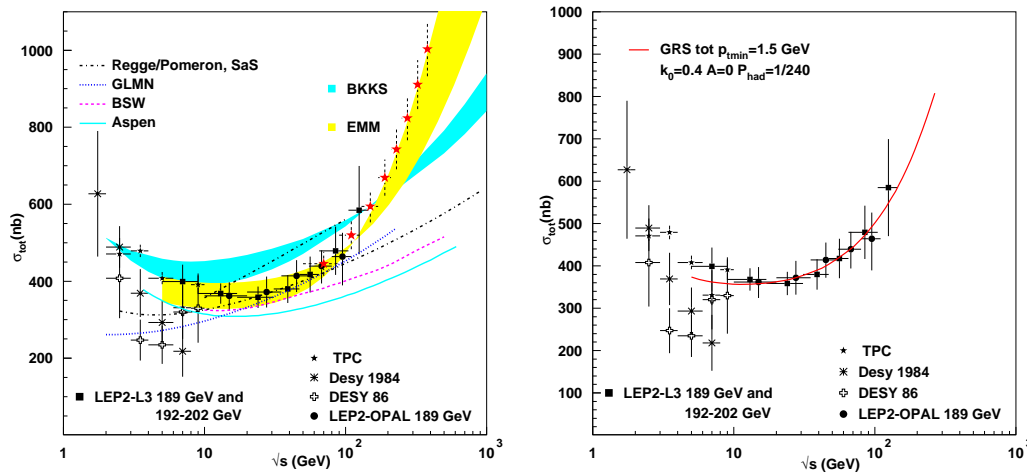 σtot(nb)
1000
800
600
400
200
Regge/Pomeron, SaS
GLMN
BSW
Aspen
BKKS
EMM
TPC
Desy 1984
DESY 86
LEP2-OPAL 189 GeV
LEP2-L3 189 GeV and
192-202 GeV
1 10 10² 10³
√s (GeV)
σtot(nb)
1000
900
800
700
600
500
400
300
200
100
GRS tot ptmin=1.5 GeV
k0=0.4 A=0 Phad=1/240
TPC
Desy 1984
DESY 86
LEP2-OPAL 189 GeV
LEP2-L3 189 GeV and
192-202 GeV
1 10 10² 10³
√s (GeV)